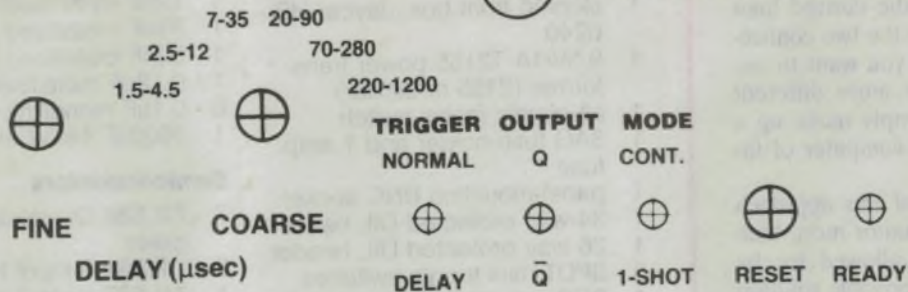 7-35 20-90
2.5-12 70-280
1.5-4.5 220-1200
TRIGGER OUTPUT MODE
NORMAL Q CONT.
FINE COARSE
DELAY (µsec)
DELAY Q̄ 1-SHOT RESET READY